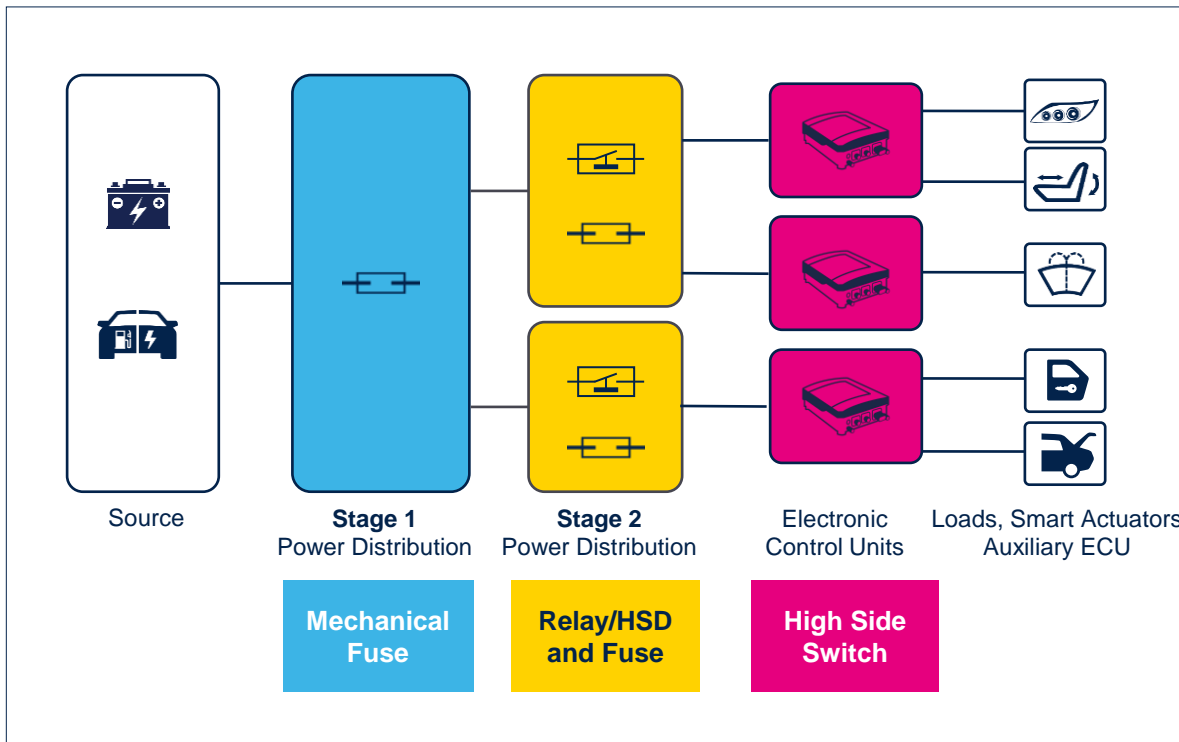 Source
Stage 1
Power Distribution
Stage 2
Power Distribution
Electronic
Control Units
Loads, Smart Actuators
Auxiliary ECU
Mechanical
Fuse
Relay/HSD
and Fuse
High Side
Switch